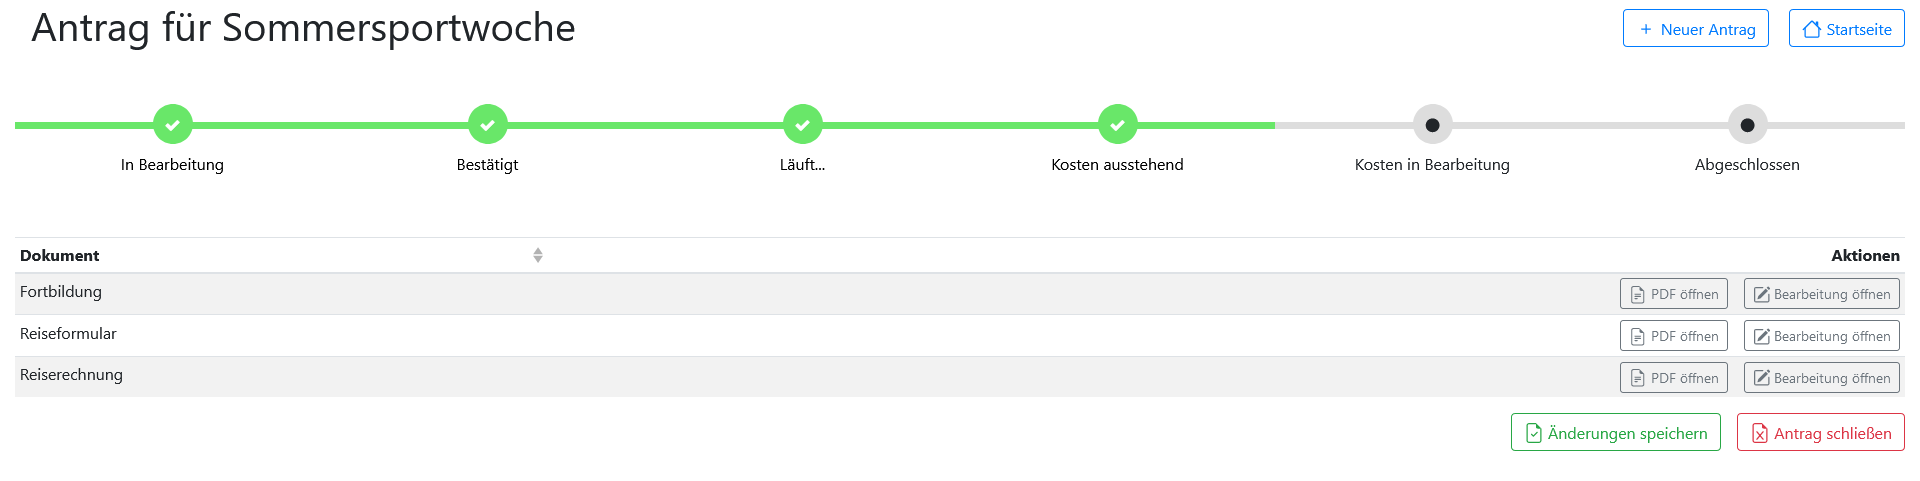 Antrag für Sommersportwoche
Neuer Antrag
Startseite
In Bearbeitung
Bestätigt
Läuft...
Kosten ausstehend
Kosten in Bearbeitung
Abgeschlossen
Dokument
Aktionen
Fortbildung
PDF öffnen
Bearbeitung öffnen
Reiseformular
PDF öffnen
Bearbeitung öffnen
Reiserechnung
PDF öffnen
Bearbeitung öffnen
Änderungen speichern
Antrag schließen